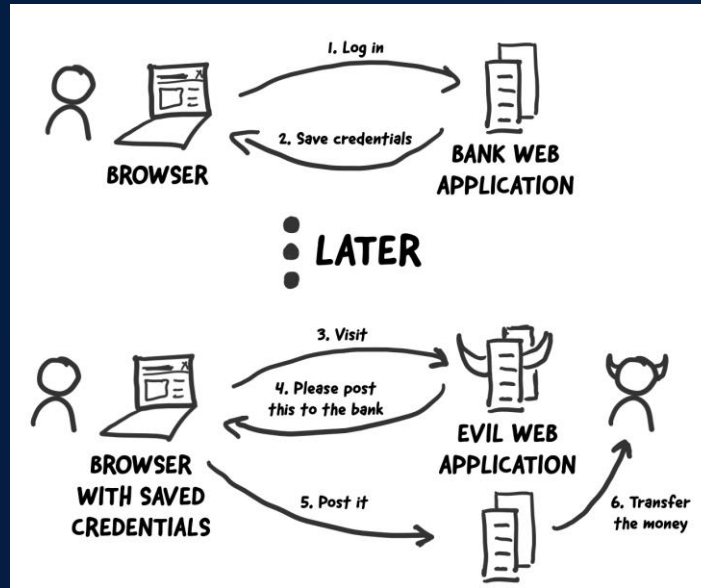 1. Log in
2. Save credentials
BROWSER
BANK WEB
APPLICATION
LATER
3. Visit
4. Please post
this to the bank
EVIL WEB
APPLICATION
BROWSER
WITH SAVED
CREDENTIALS
5. Post it
6. Transfer
the money